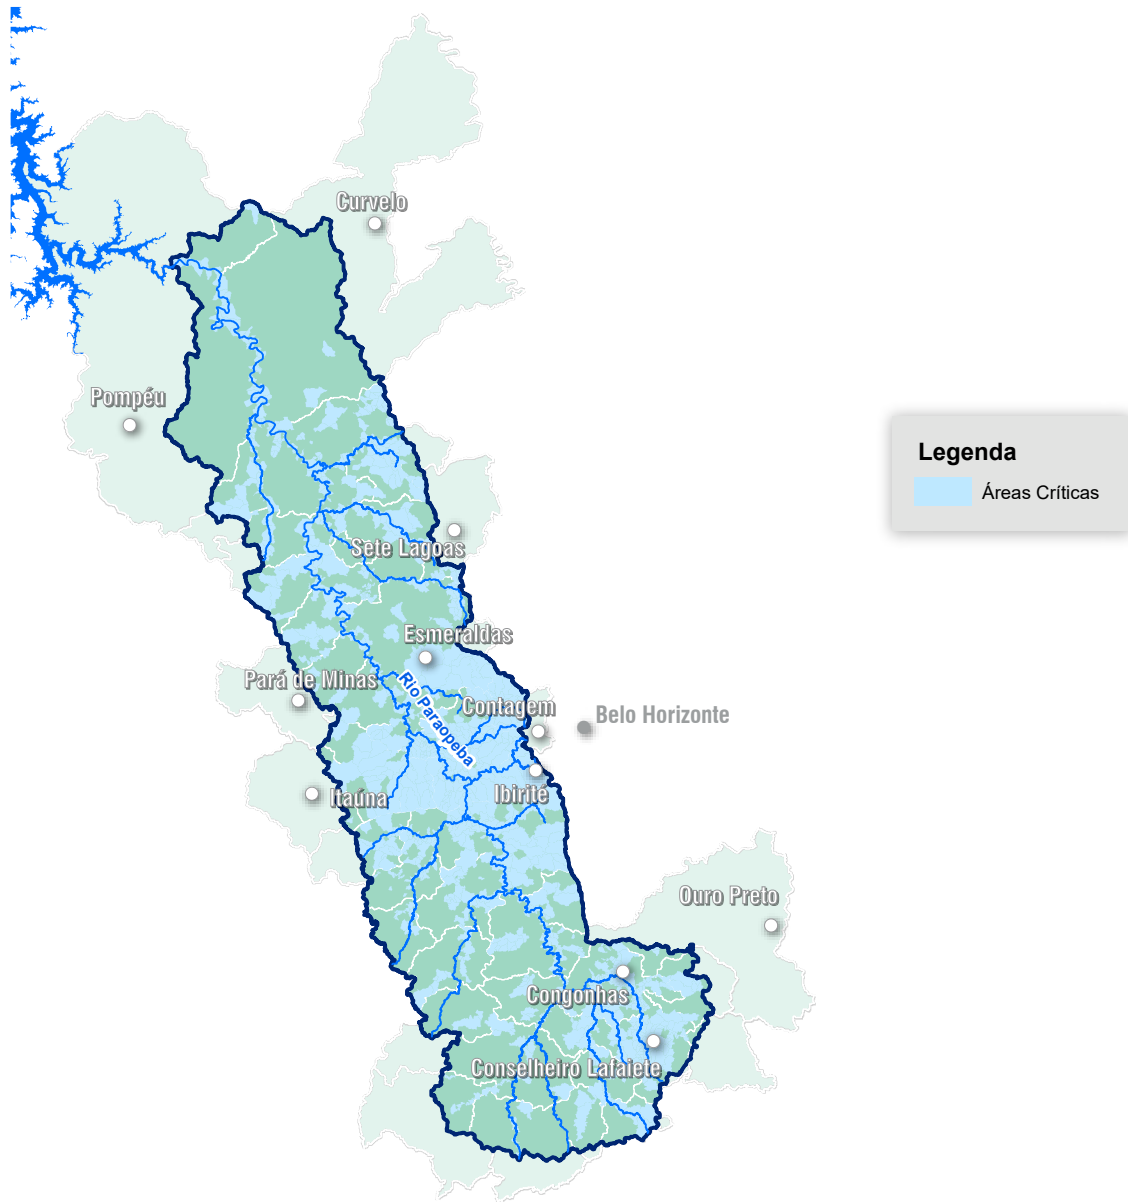 Curvelo
Pompéu
Legenda
Áreas Críticas
Sete Lagoas
Esmeraldas
Pará de Minas
Rio Paraopeba
Contagem
Belo Horizonte
Itaúna
Ibirité
Ouro Preto
Congonhas
Conselheiro Lafaiete